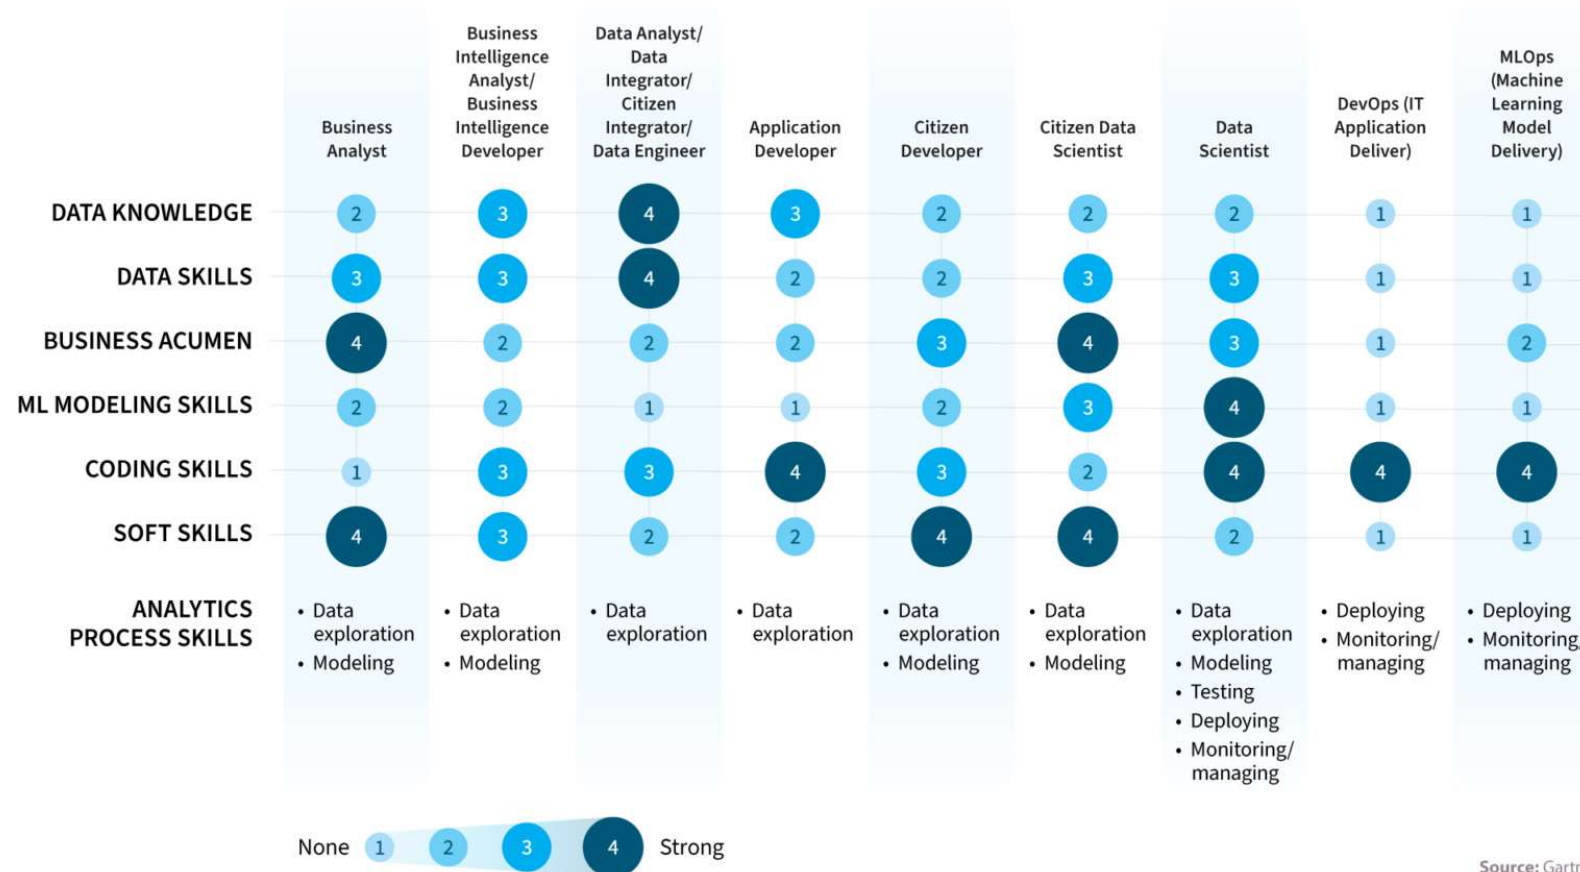 Business
Analyst
Business
Intelligence
Analyst/
Business
Intelligence
Developer
Data Analyst/
Data
Integrator/
Citizen
Integrator/
Data Engineer
Application
Developer
Citizen
Developer
Citizen Data
Scientist
Data
Scientist
DevOps (IT
Application
Deliver)
MLOps
(Machine
Learning
Model
Delivery)
DATA KNOWLEDGE 2 3 4 3 2 2 2 1 1
DATA SKILLS 3 3 4 2 2 3 3 1 1
BUSINESS ACUMEN 4 2 2 2 3 4 3 1 2
ML MODELING SKILLS 2 2 1 1 2 3 4 1 1
CODING SKILLS 1 3 3 4 3 2 4 4 4
SOFT SKILLS 4 3 2 2 4 4 2 1 1
ANALYTICS
PROCESS SKILLS
• Data
exploration
• Modeling
• Data
exploration
• Modeling
• Data
exploration
• Data
exploration
• Data
exploration
• Modeling
• Data
exploration
• Modeling
• Data
exploration
• Modeling
• Testing
• Deploying
• Monitoring/
managing
• Deploying
• Monitoring/
managing
• Deploying
• Monitoring/
managing
None 1 2 3 4 Strong
Source: